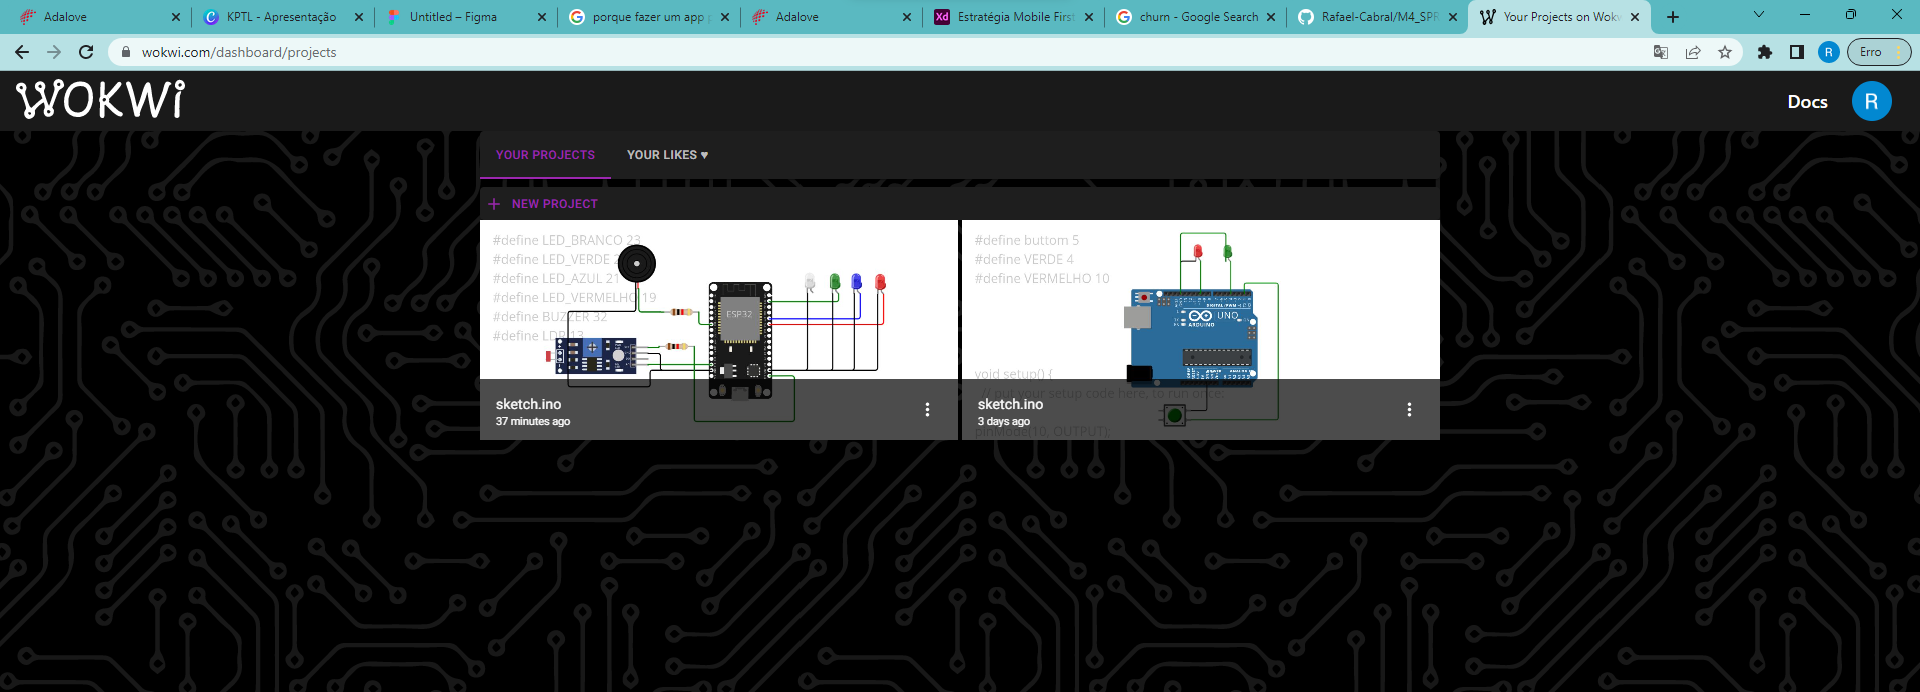 Adalove
KPTL - Apresentação
Untitled – Figma
porque fazer um app p
Adalove
Xd Estratégia Mobile First
churn - Google Search
Rafael-Cabral/M4_SPR
Your Projects on Wokw
wokwi.com/dashboard/projects
R
Erro
WOKWi
Docs
R
YOUR PROJECTS
YOUR LIKES ♥
+ NEW PROJECT
#define LED_BRANCO 23
#define LED_VERDE 2
#define LED_AZUL 21
#define LED_VERMELHO 19
#define BUZZER 32
#define LDR 13
ESP32
sketch.ino
37 minutes ago
#define buttom 5
#define VERDE 4
#define VERMELHO 10
UNO
ARDUINO
void setup() {
// put your setup code here, to run once:
pinMode(10, OUTPUT);
sketch.ino
3 days ago